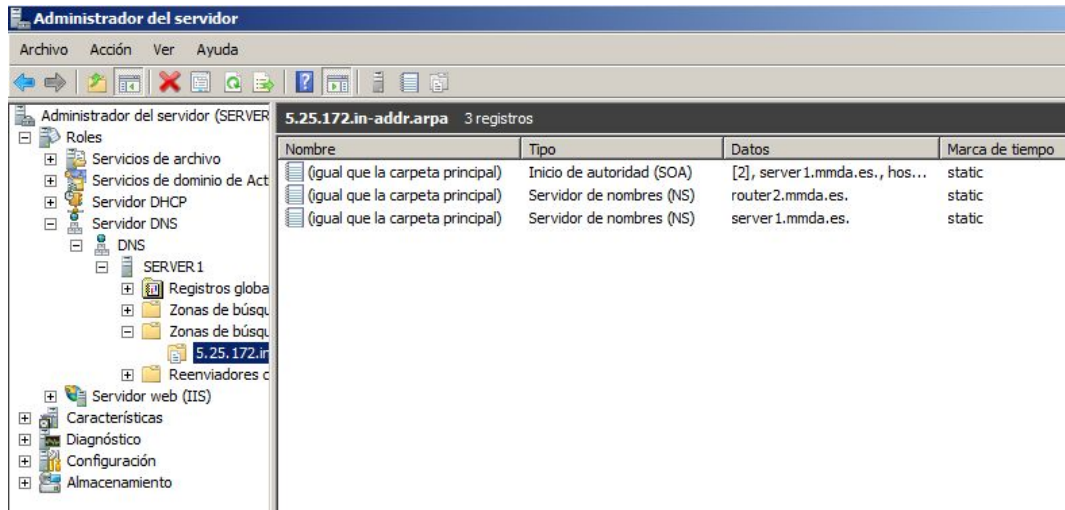 Administrador del servidor
Archivo Acción Ver Ayuda
Administrador del servidor (SERVER
Roles
Servicios de archivo
Servicios de dominio de Act
Servidor DHCP
Servidor DNS
DNS
SERVER1
Registros globa
Zonas de búsqu
Zonas de búsqu
5.25.172.in
Reenviadores c
Servidor web (IIS)
Características
Diagnóstico
Configuración
Almacenamiento
5.25.172.in-addr.arpa 3 registros
Nombre Tipo Datos Marca de tiempo
(igual que la carpeta principal) Inicio de autoridad (SOA) [2], server1.mmda.es., hos... static
(igual que la carpeta principal) Servidor de nombres (NS) router2.mmda.es. static
(igual que la carpeta principal) Servidor de nombres (NS) server1.mmda.es. static